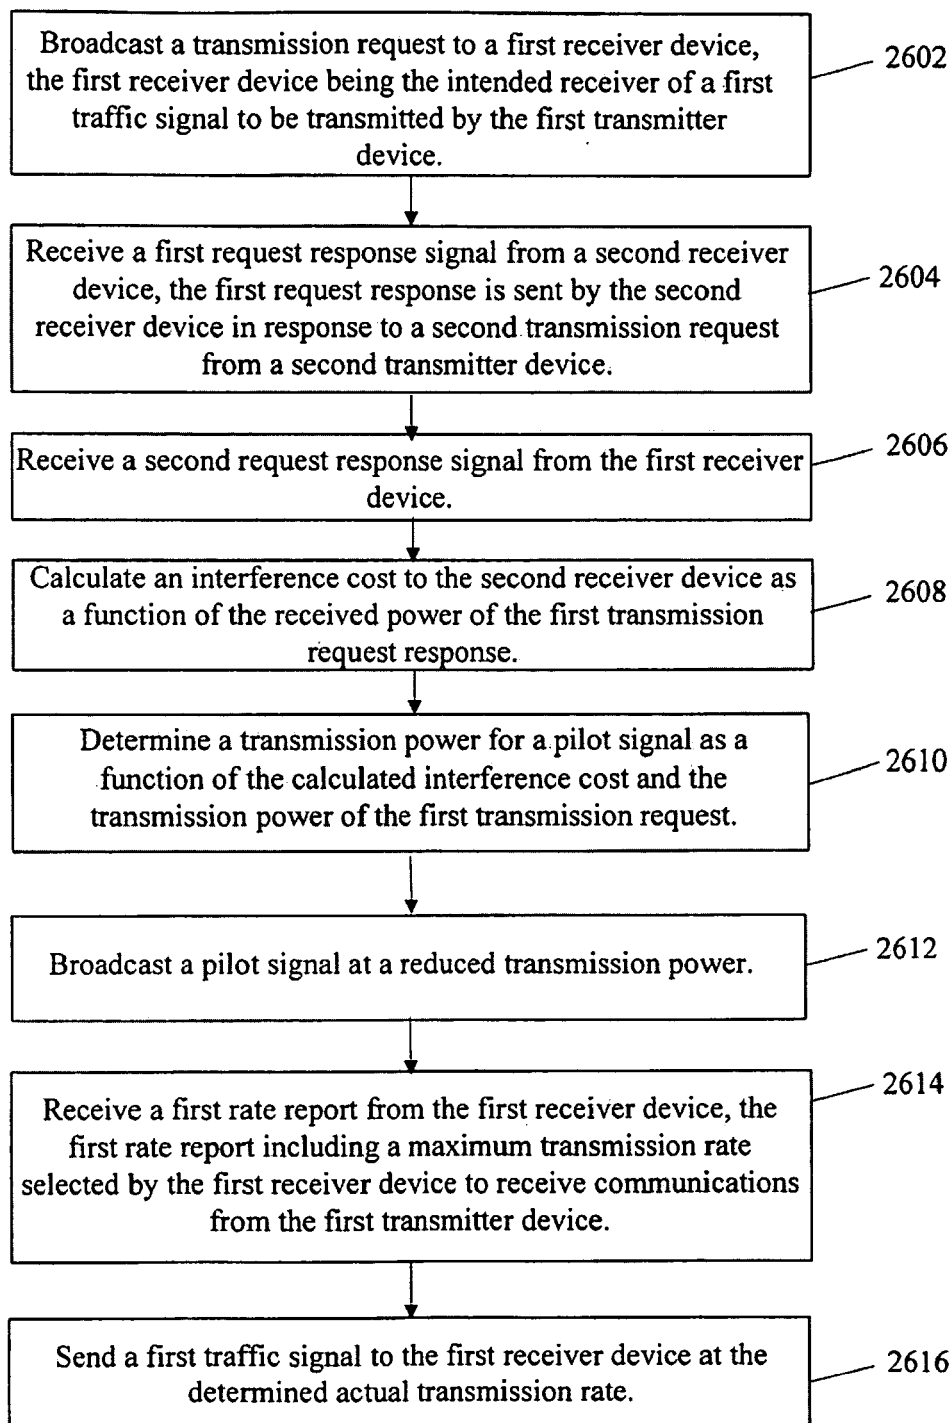 Broadcast a transmission request to a first receiver device,
the first receiver device being the intended receiver of a first
traffic signal to be transmitted by the first transmitter
device.
2602
Receive a first request response signal from a second receiver
device, the first request response is sent by the second
receiver device in response to a second transmission request
from a second transmitter device.
2604
Receive a second request response signal from the first receiver
device.
2606
Calculate an interference cost to the second receiver device as
a function of the received power of the first transmission
request response.
2608
Determine a transmission power for a pilot signal as a
function of the calculated interference cost and the
transmission power of the first transmission request.
2610
Broadcast a pilot signal at a reduced transmission power.
2612
Receive a first rate report from the first receiver device, the
first rate report including a maximum transmission rate
selected by the first receiver device to receive communications
from the first transmitter device.
2614
Send a first traffic signal to the first receiver device at the
determined actual transmission rate.
2616